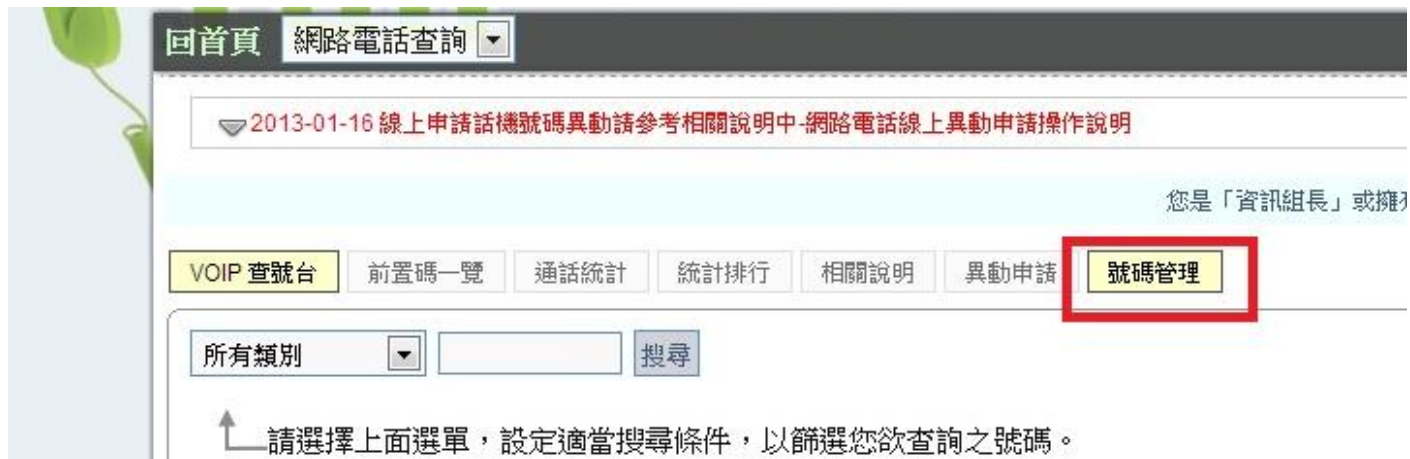 回首頁 網路電話查詢
2013-01-16 線上申請話機號碼異動請參考相關說明中-網路電話線上異動申請操作說明
您是「資訊組長」或擁
VOIP 查號台 前置碼一覽 通話統計 統計排行 相關說明 異動申請 號碼管理
所有類別 搜尋
請選擇上面選單，設定適當搜尋條件，以篩選您欲查詢之號碼。